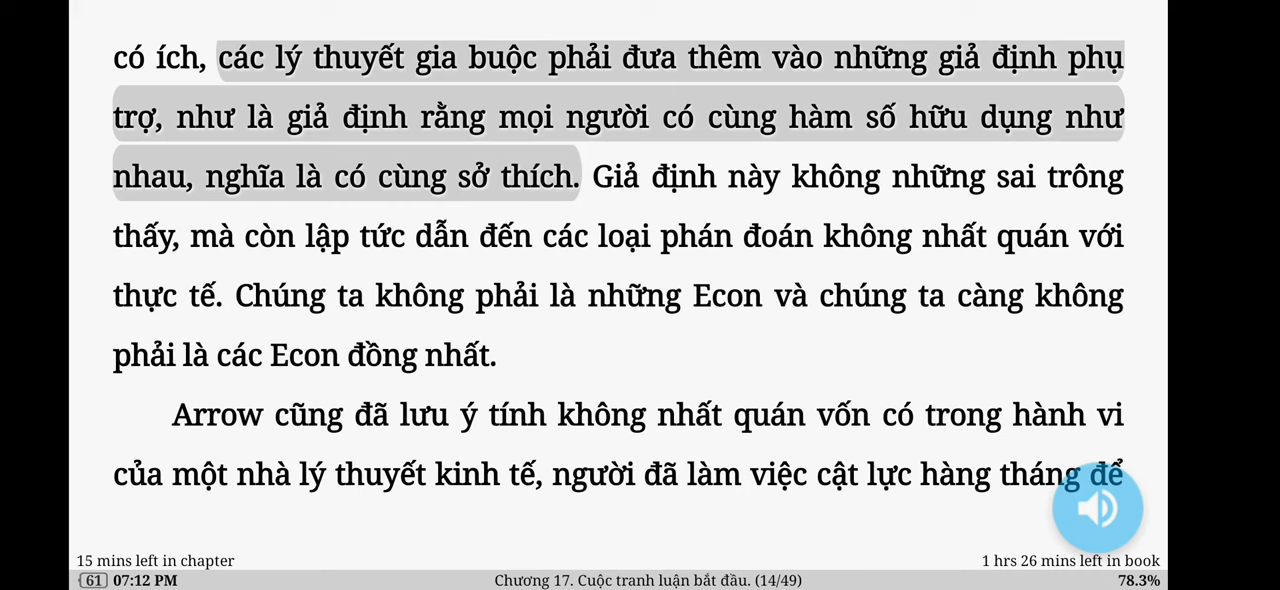 có ích, các lý thuyết gia buộc phải đưa thêm vào những giả định phụ
trợ, như là giả định rằng mọi người có cùng hàm số hữu dụng như
nhau, nghĩa là có cùng sở thích. Giả định này không những sai trông
thấy, mà còn lập tức dẫn đến các loại phán đoán không nhất quán với
thực tế. Chúng ta không phải là những Econ và chúng ta càng không
phải là các Econ đồng nhất.
Arrow cũng đã lưu ý tính không nhất quán vốn có trong hành vi
của một nhà lý thuyết kinh tế, người đã làm việc cật lực hàng tháng để
15 mins left in chapter 1 hrs 26 mins left in book
61 07:12 PM Chương 17. Cuộc tranh luận bắt đầu. (14/49) 78.3%